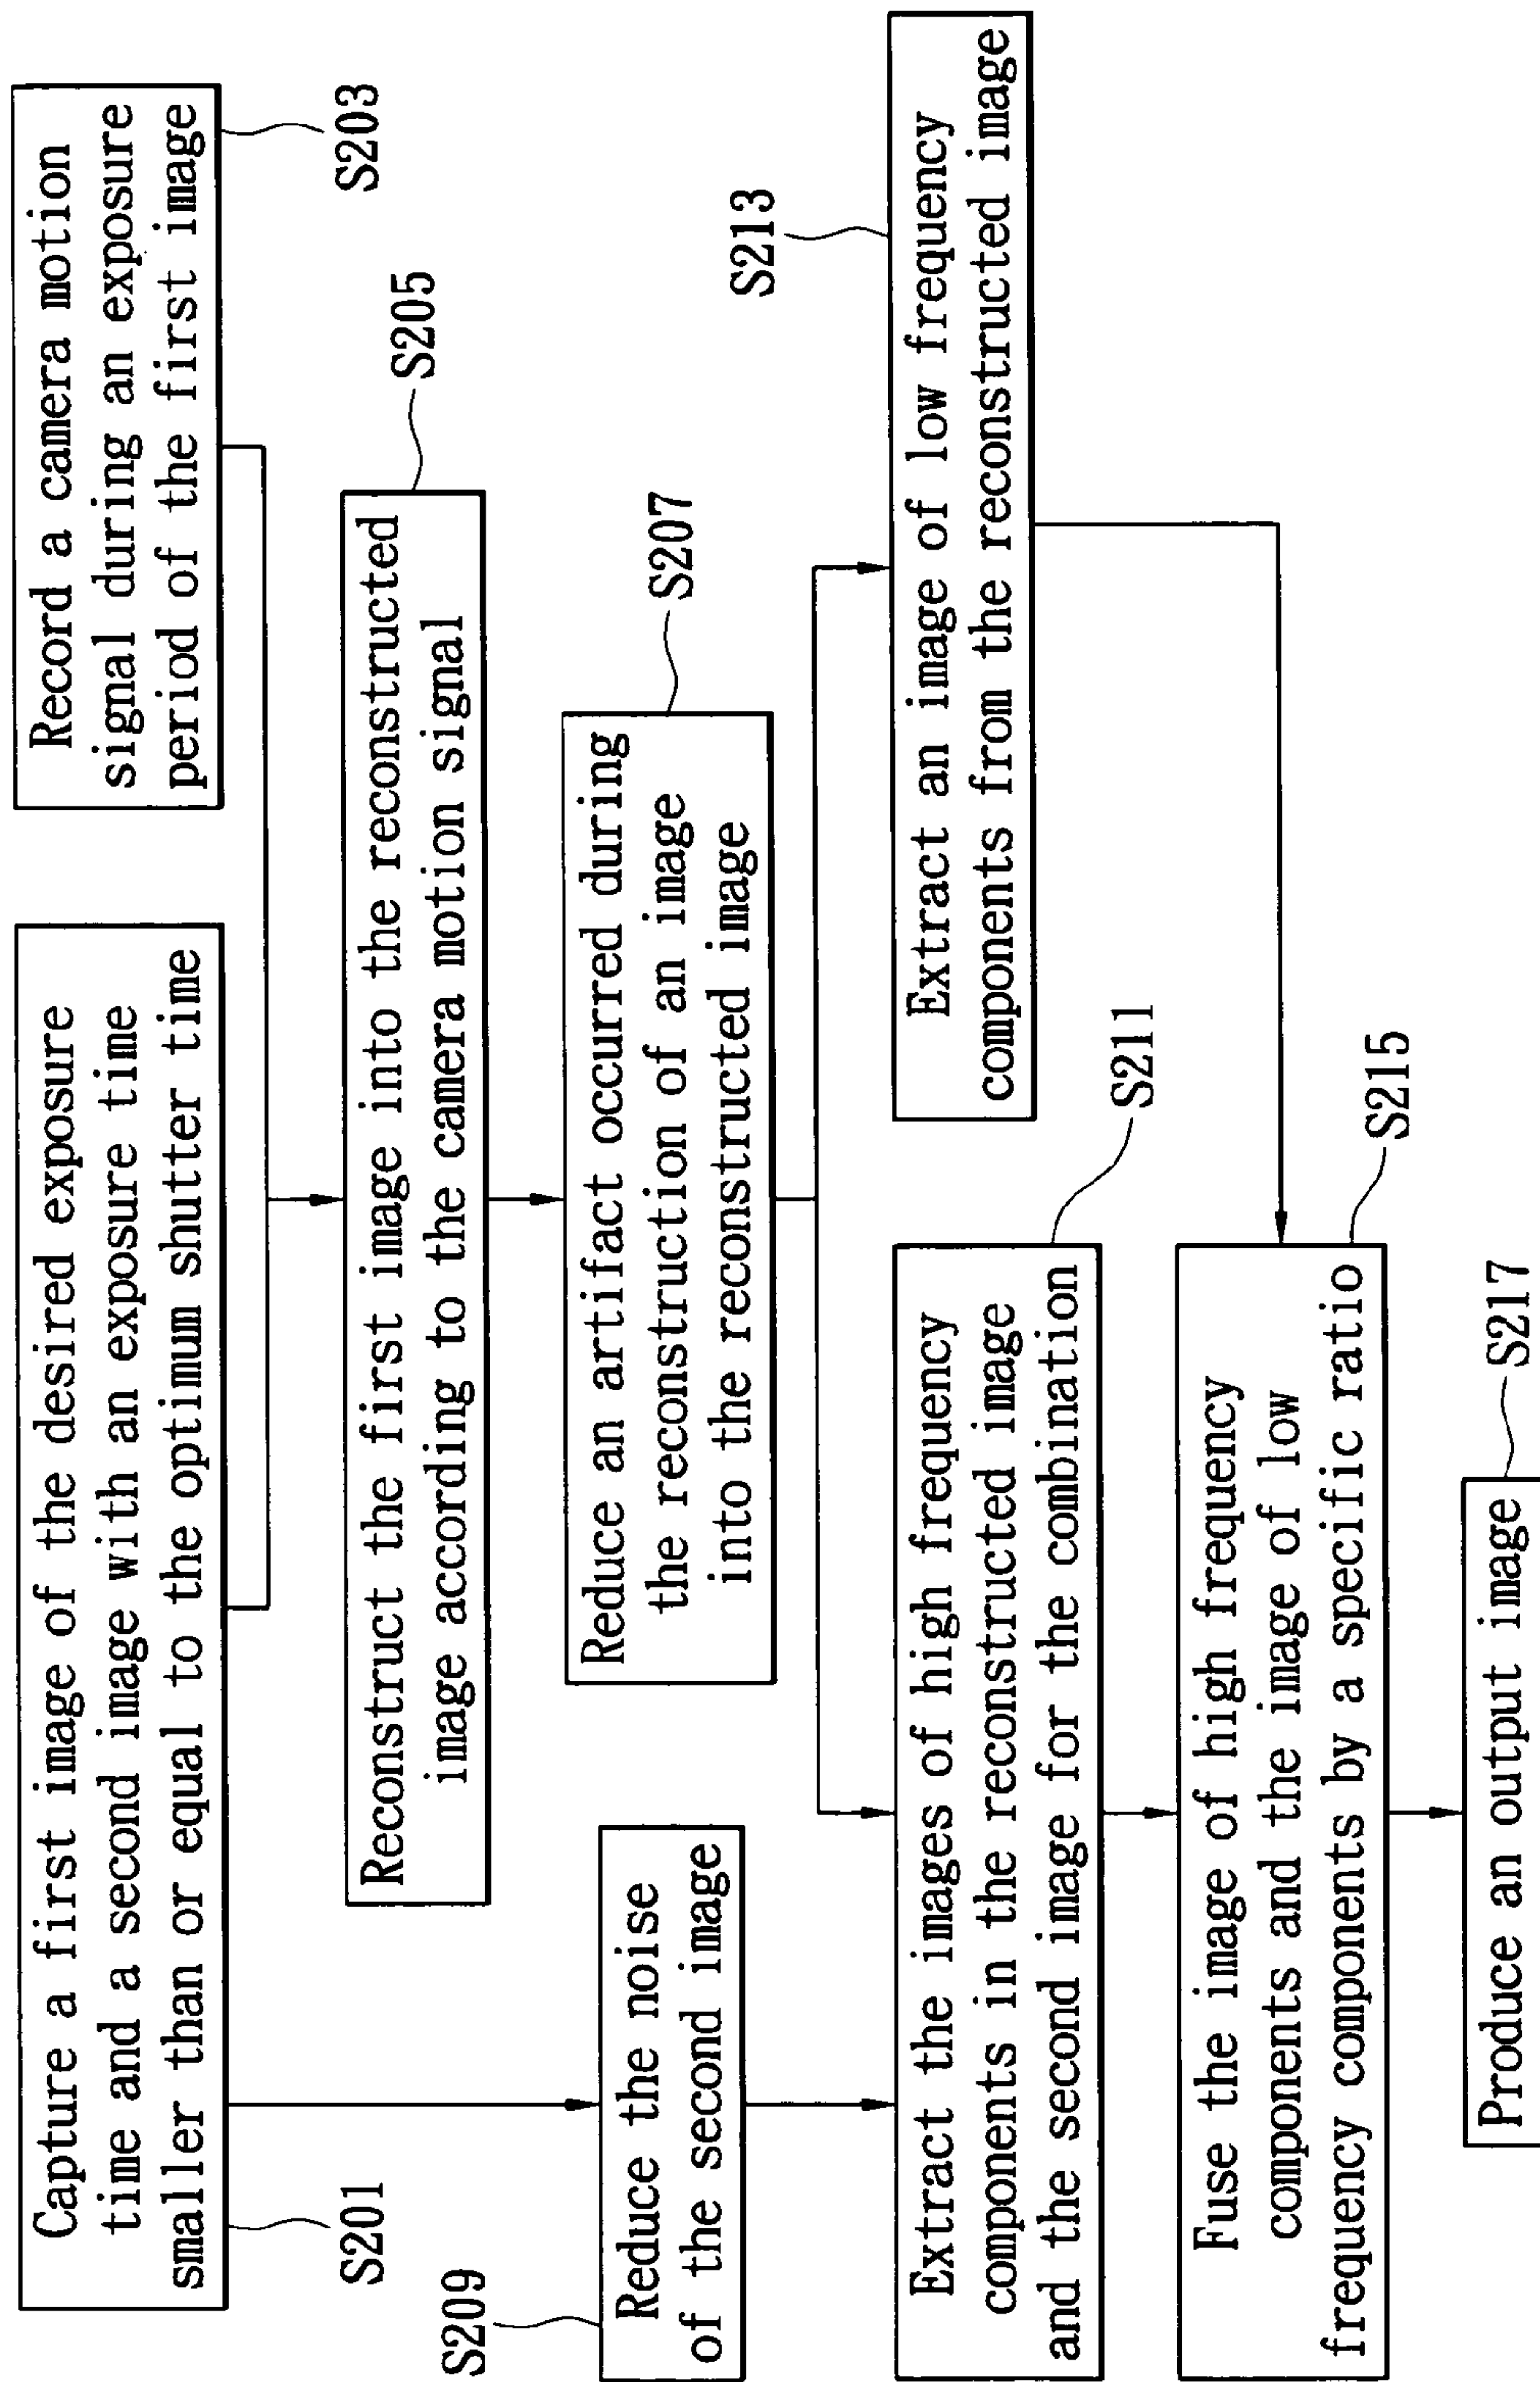 Capture a first image of the desired exposure
time and a second image with an exposure time
smaller than or equal to the optimum shutter time
S201
Record a camera motion
signal during an exposure
period of the first image
S203
Reconstruct the first image into the reconstructed
image according to the camera motion signal
S205
Reduce an artifact occurred during
the reconstruction of an image
into the reconstructed image
S207
S209
Reduce the noise
of the second image
Extract the images of high frequency
components in the reconstructed image
and the second image for the combination
S211
S213
Extract an image of low frequency
components from the reconstructed image
Fuse the image of high frequency
components and the image of low
frequency components by a specific ratio
S215
Produce an output image
S217